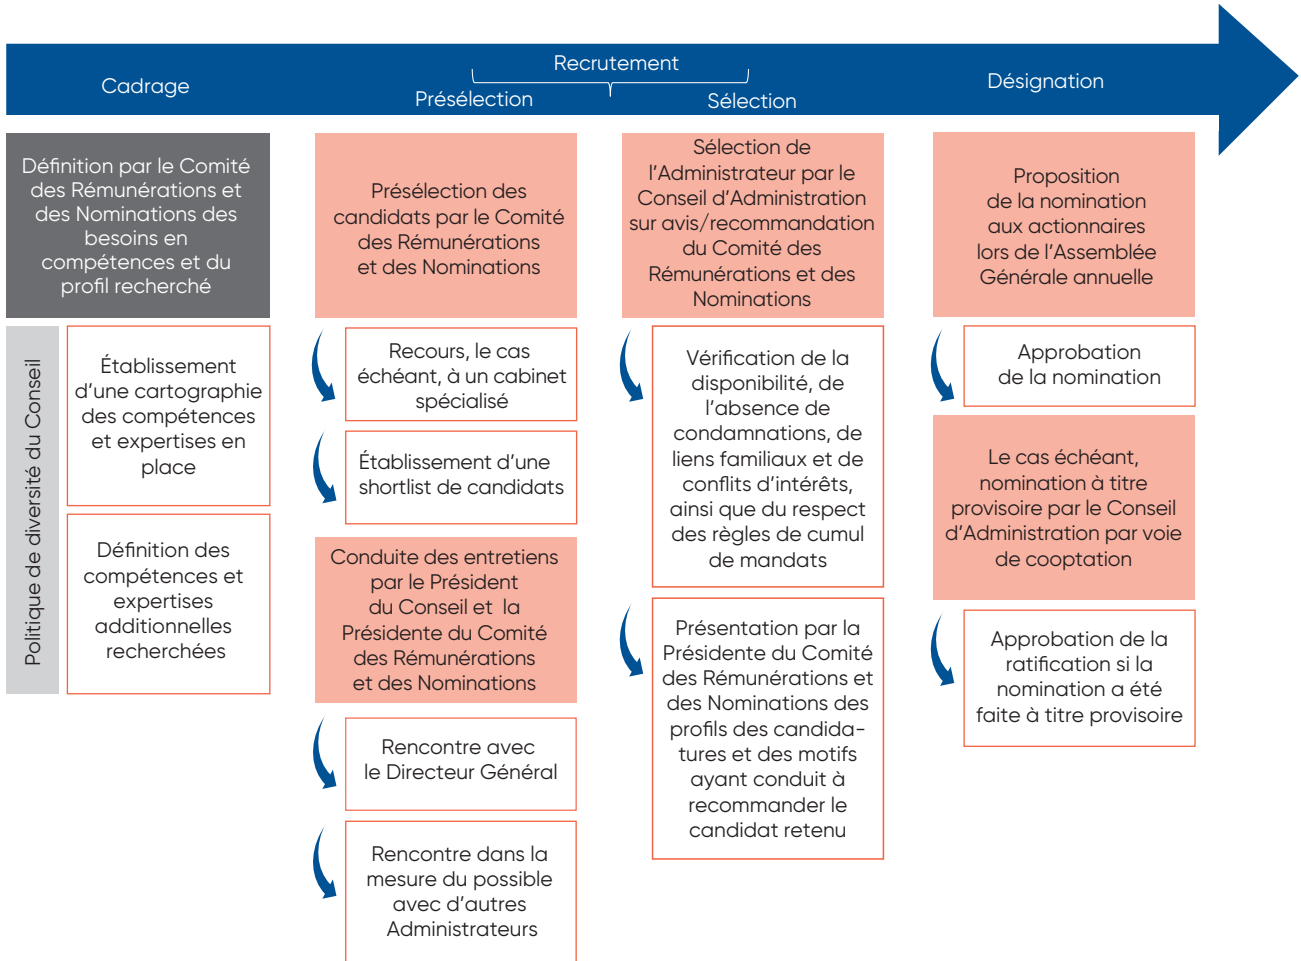 Cadrage
Recrutement
Présélection
Sélection
Désignation
Définition par le Comité
des Rémunérations et
des Nominations des
besoins en
compétences et du
profil recherché
Politique de diversité du Conseil
Établissement
d'une cartographie
des compétences
et expertises en
place
Définition des
compétences et
expertises
additionnelles
recherchées
Présélection des
candidats par le Comité
des Rémunérations
et des Nominations
Recours, le cas
échéant, à un cabinet
spécialisé
Établissement d'une
shortlist de candidats
Conduite des entretiens
par le Président
du Conseil et la
Présidente du Comité
des Rémunérations
et des Nominations
Rencontre avec
le Directeur Général
Rencontre dans la
mesure du possible
avec d'autres
Administrateurs
Sélection de
l'Administrateur par le
Conseil d'Administration
sur avis/recommandation
du Comité des
Rémunérations et des
Nominations
Vérification de la
disponibilité, de
l'absence de
condamnations, de
liens familiaux et de
conflits d'intérêts,
ainsi que du respect
des règles de cumul
de mandats
Présentation par la
Présidente du Comité
des Rémunérations et
des Nominations des
profils des candida-
tures et des motifs
ayant conduit à
recommander le
candidat retenu
Proposition
de la nomination
aux actionnaires
lors de l'Assemblée
Générale annuelle
Approbation
de la nomination
Le cas échéant,
nomination à titre
provisoire par le Conseil
d'Administration par voie
de cooptation
Approbation de la
ratification si la
nomination a été
faite à titre provisoire